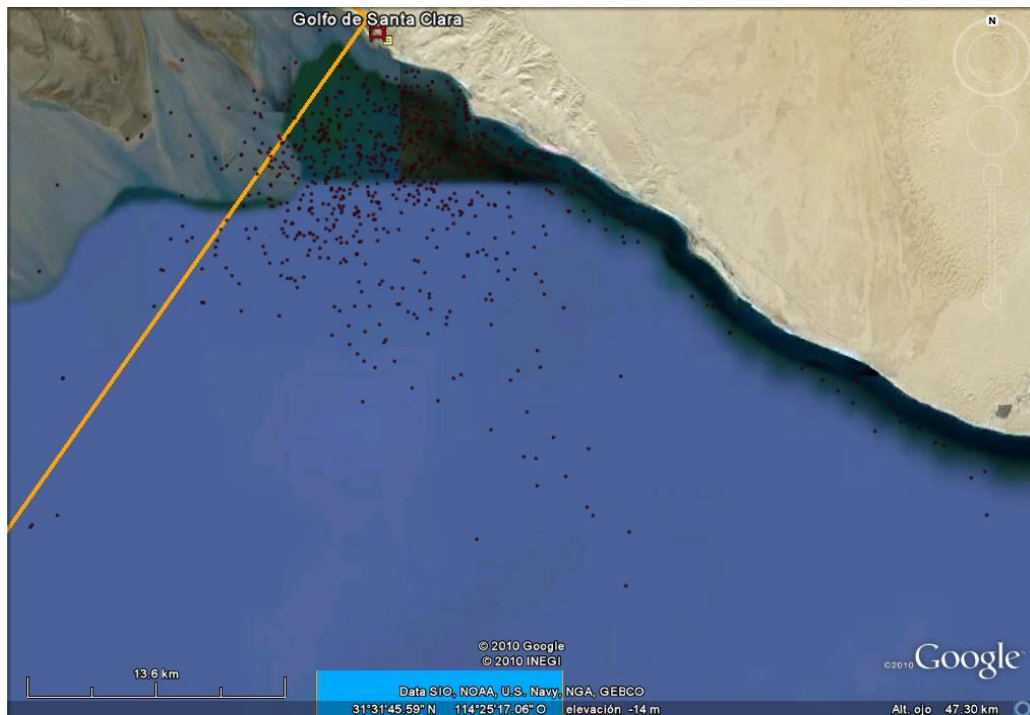 Golfo de Santa Clara
N
© 2010 Google
© 2010 INEGI
©2010 Google™
13.6 km
Data SIO, NOAA, U.S. Navy, NGA, GEBCO
31°31'45.59" N 114°25'17.06" O elevación -14 m Alt. ojo 47.30 km